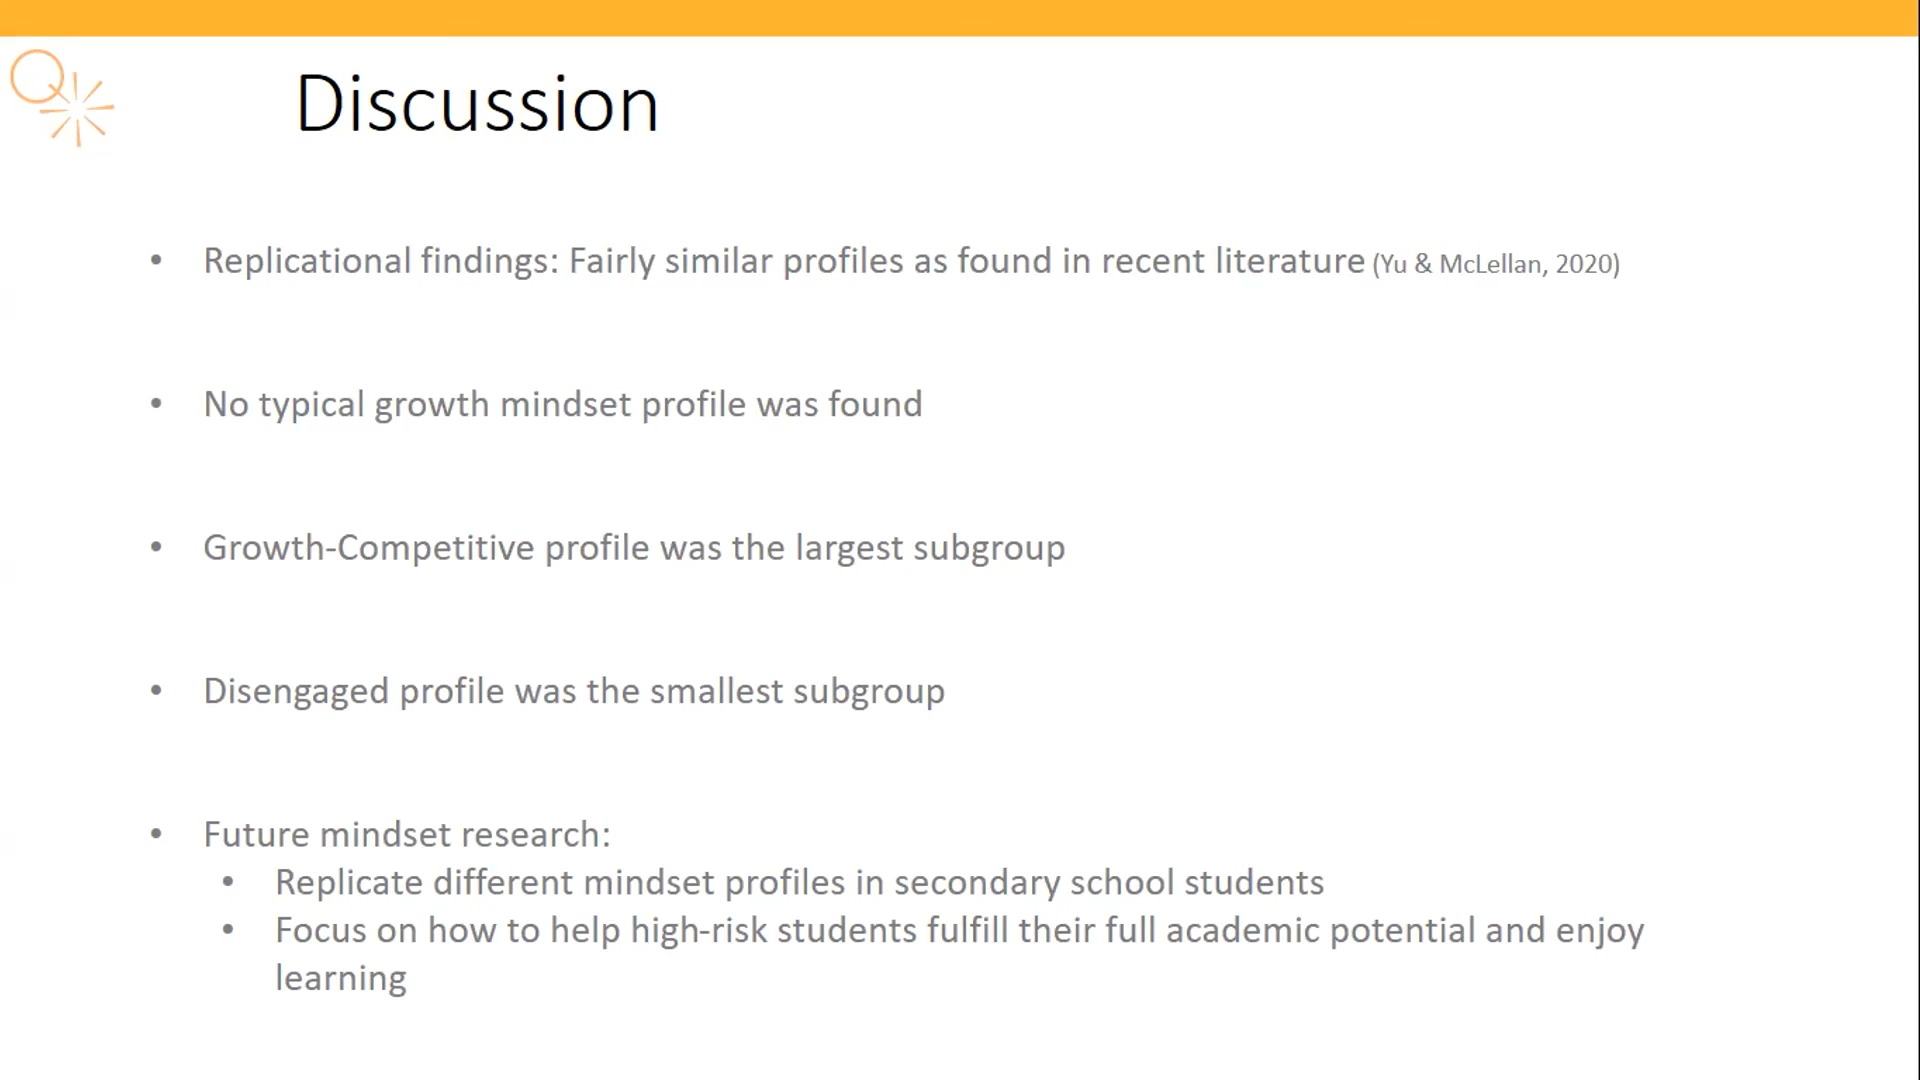 Discussion
• Replicational findings: Fairly similar profiles as found in recent literature (Yu & McLellan, 2020)
• No typical growth mindset profile was found
• Growth-Competitive profile was the largest subgroup
• Disengaged profile was the smallest subgroup
• Future mindset research:
• Replicate different mindset profiles in secondary school students
• Focus on how to help high-risk students fulfill their full academic potential and enjoy
learning